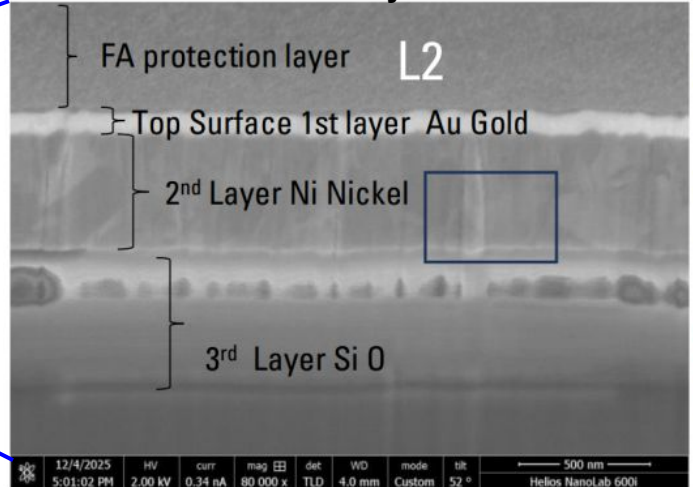 FA protection layer
L2
Top Surface 1st layer Au Gold
2nd Layer Ni Nickel
3rd Layer Si O
12/4/2025
5:01:02 PM
HV
2.00 kV
curr
0.34 nA
mag
80 000 x
det
TLD
WD
4.0 mm
mode
Custom
tilt
52 °
500 nm
Helios NanoLab 600i